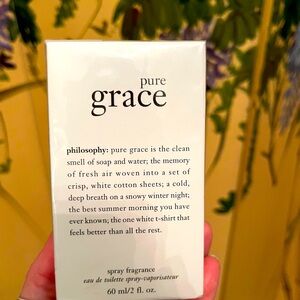 pure
grace
philosophy: pure grace is the clean
smell of soap and water; the memory
of fresh air woven into a set of
crisp, white cotton sheets; a cold,
deep breath on a snowy winter night;
the best summer morning you have
ever known; the one white t-shirt that
feels better than all the rest.
spray fragrance
eau de toilette spray-vaporisateur
60 ml/2 fl. oz.